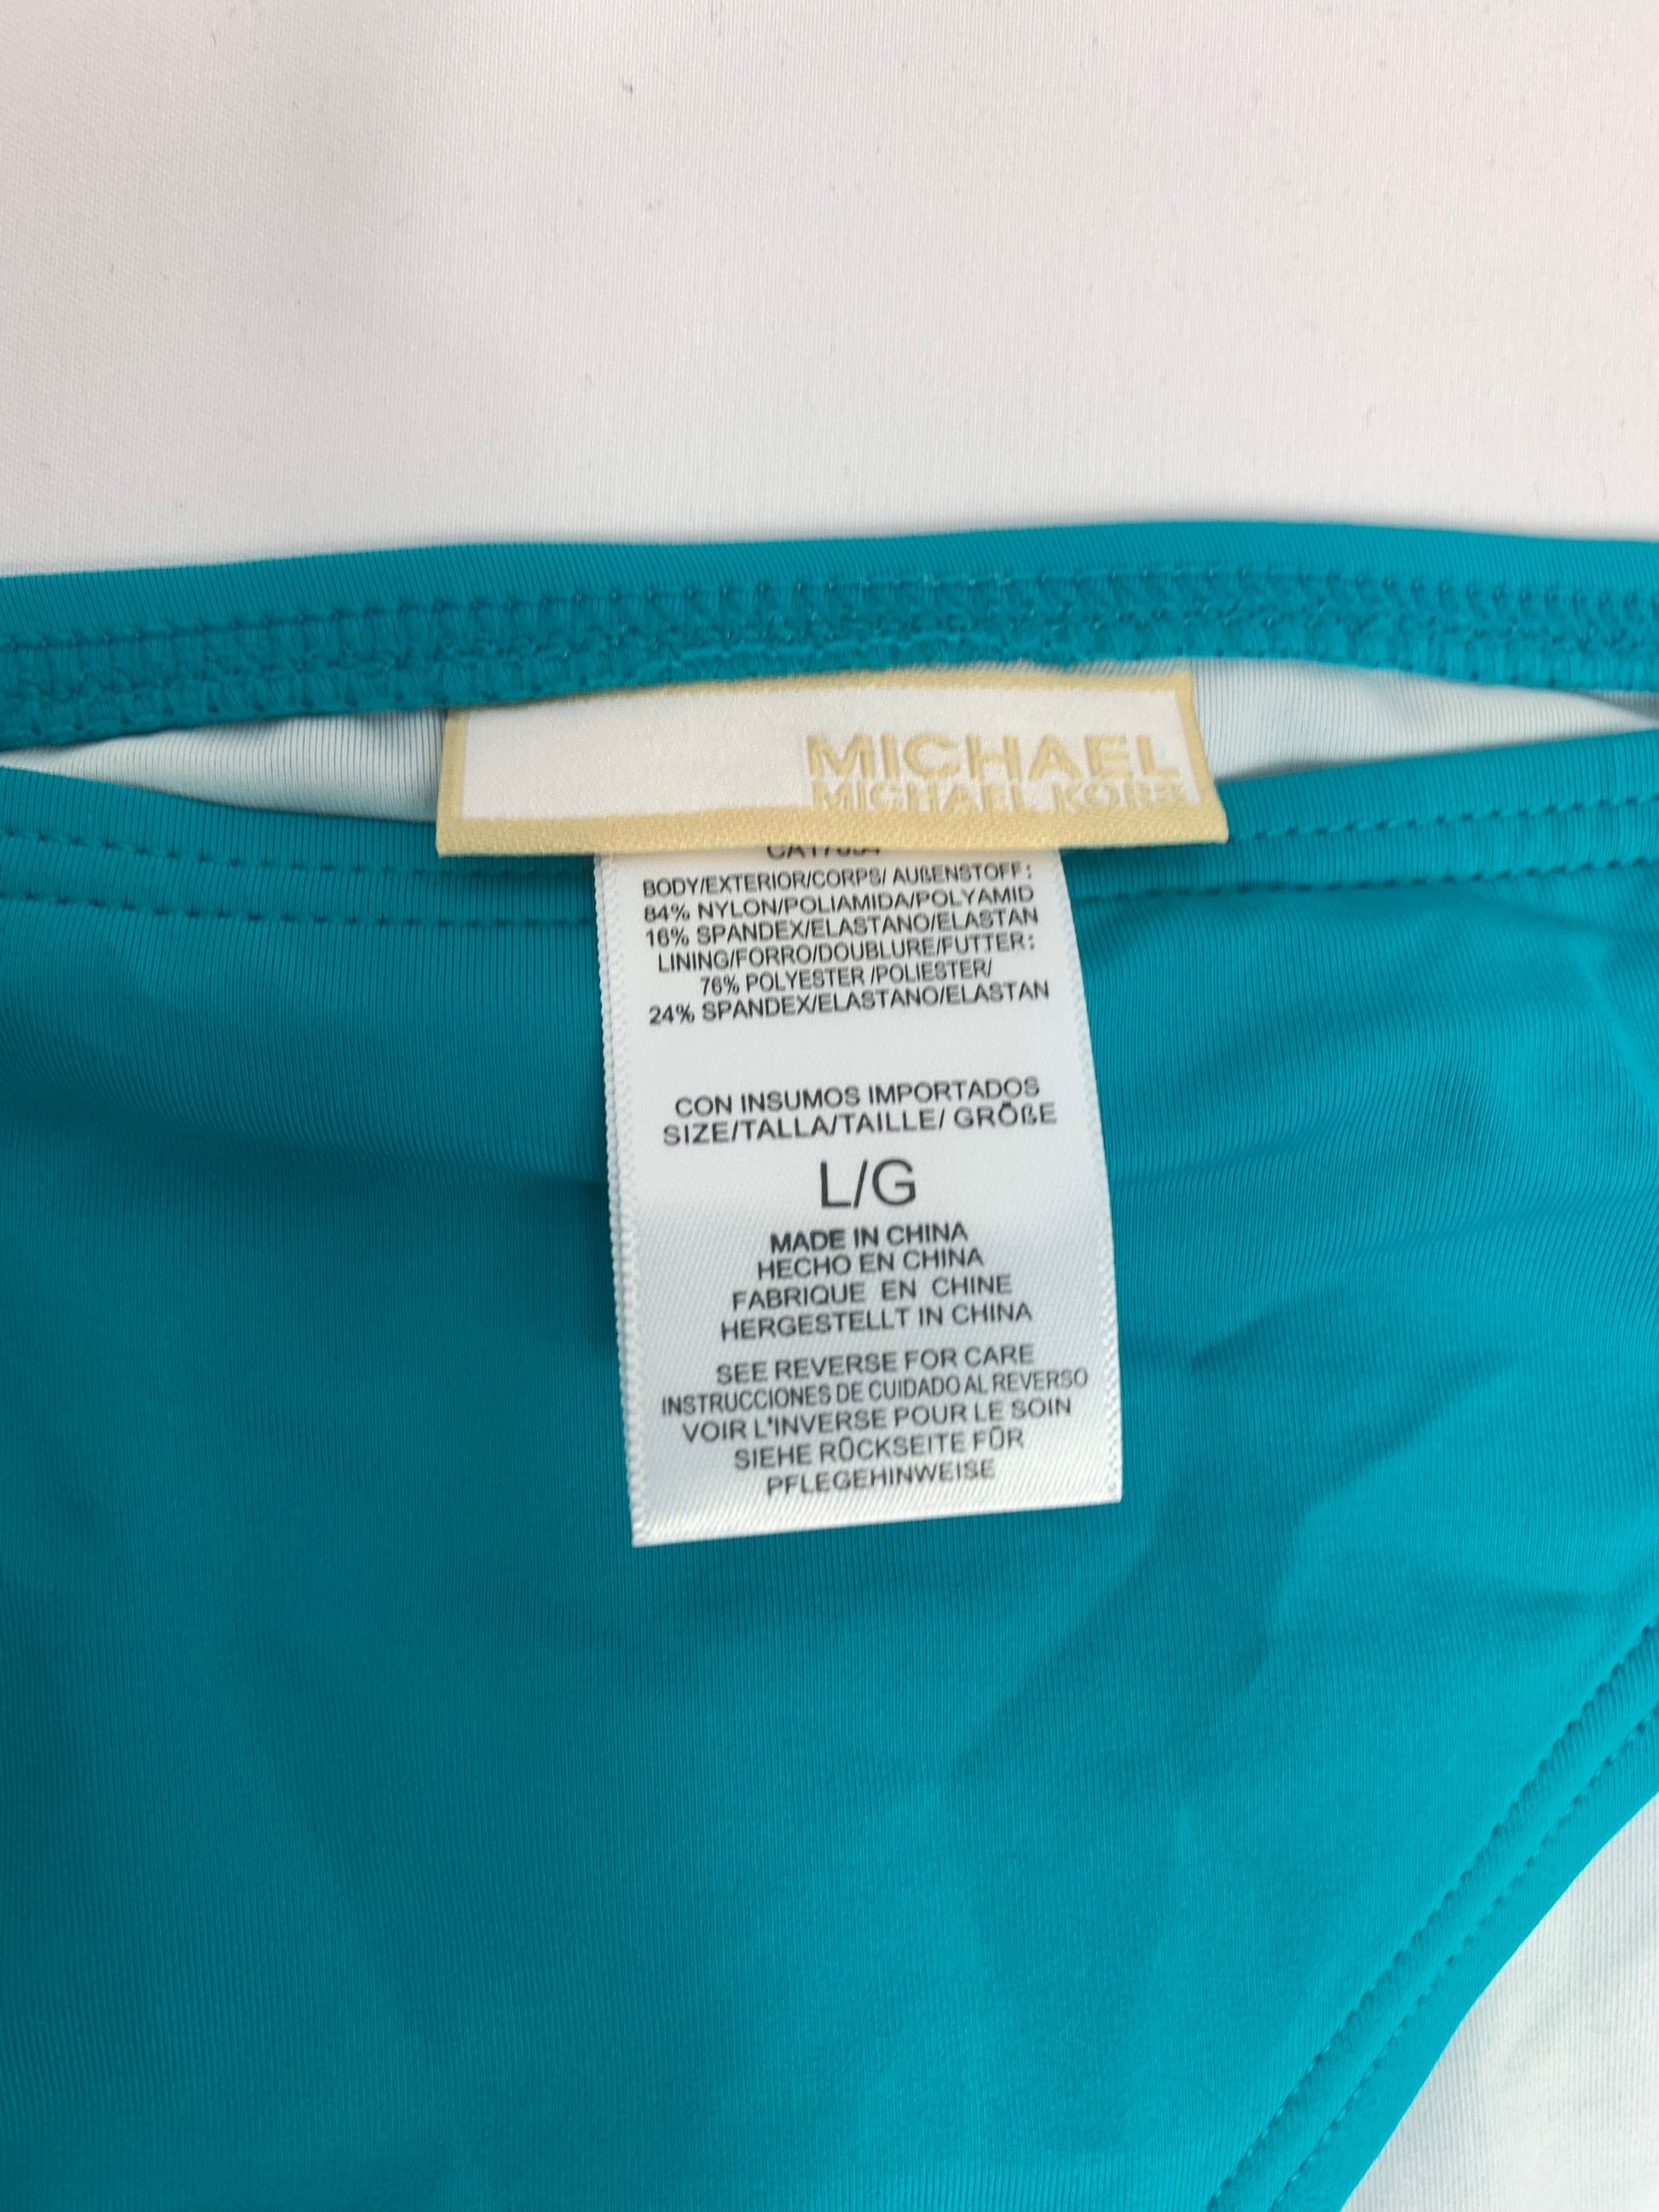 MICHAEL
MICHAEL KORS
BODY/EXTERIOR/CORPS/ AUßENSTOFF:
84% NYLON/POLIAMIDA/POLYAMID
16% SPANDEX/ELASTANO/ELASTAN
LINING/FORRO/DOUBLURE/FUTTER:
76% POLYESTER /POLIESTER/
24% SPANDEX/ELASTANO/ELASTAN
CON INSUMOS IMPORTADOS
SIZE/TALLA/TAILLE/ GRÖßE
L/G
MADE IN CHINA
HECHO EN CHINA
FABRIQUE EN CHINE
HERGESTELLT IN CHINA
SEE REVERSE FOR CARE
INSTRUCCIONES DE CUIDADO AL REVERSO
VOIR L'INVERSE POUR LE SOIN
SIEHE RÜCKSEITE FÜR
PFLEGEHINWEISE